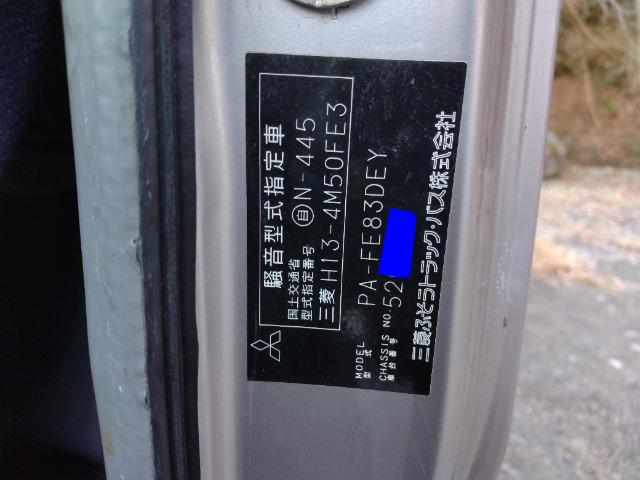 騒音型式指定車
国土交通省
型式指定番号 自N-445
三菱 H13-4M50FE3
MODEL
型式 PA-FE83DEY
CHASSIS NO.
車台番号 52
三菱ふそうトラック・バス株式会社